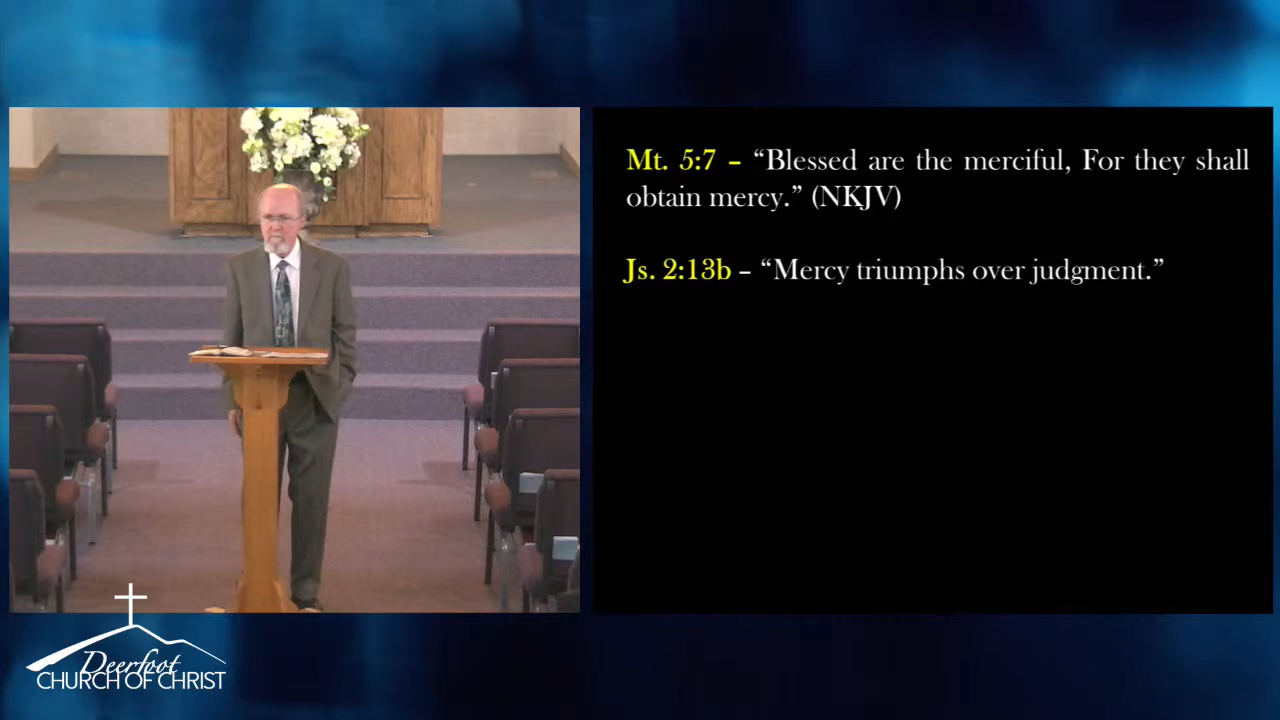 Mt. 5:7 – “Blessed are the merciful, For they shall
obtain mercy.” (NKJV)
Js. 2:13b – “Mercy triumphs over judgment.”
Deerfoot
CHURCH OF CHRIST